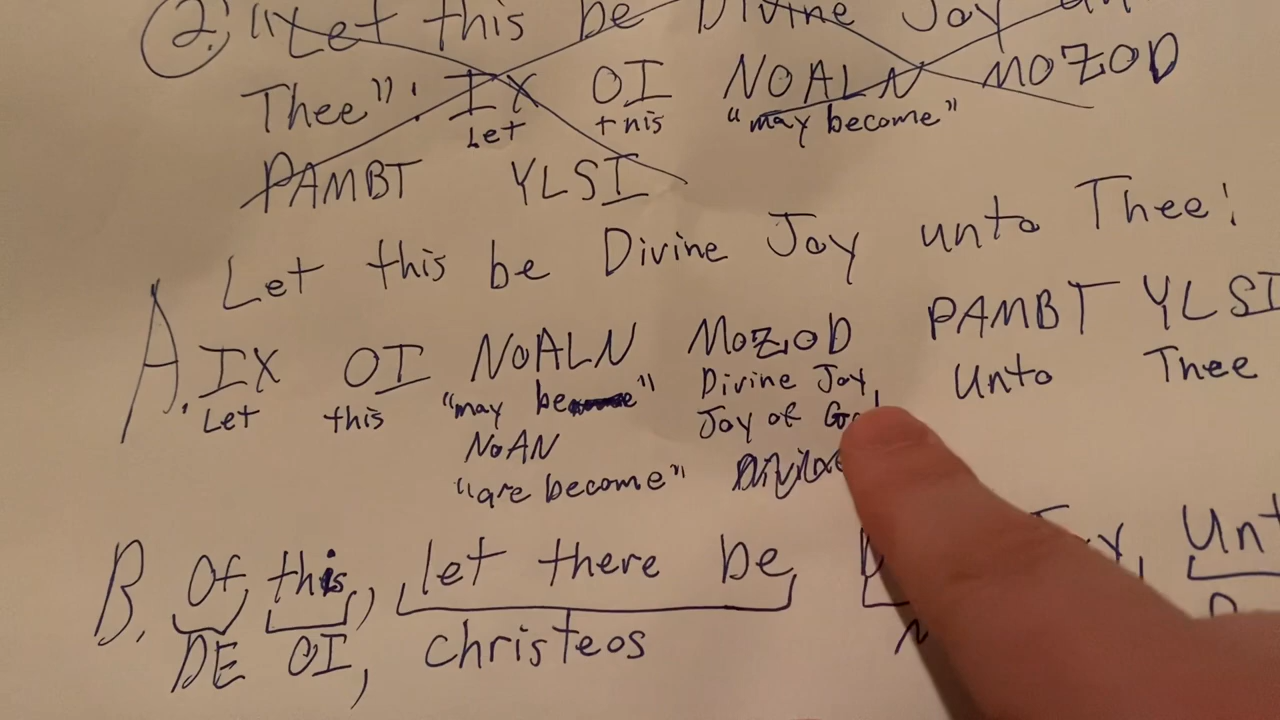 2. "Let this be Divine Joy
Thee": IX OI NOALN MOZOD
Let this "may become"
PAMBT YLSI
Let this be Divine Joy unto Thee!
A. IX OI NOALN MOZOD PAMBT YLSI
Let this "may be" Divine Joy, Unto Thee
NOAN Joy of
"are become"
B. Of this, let there be Unt
DE OI, christeos